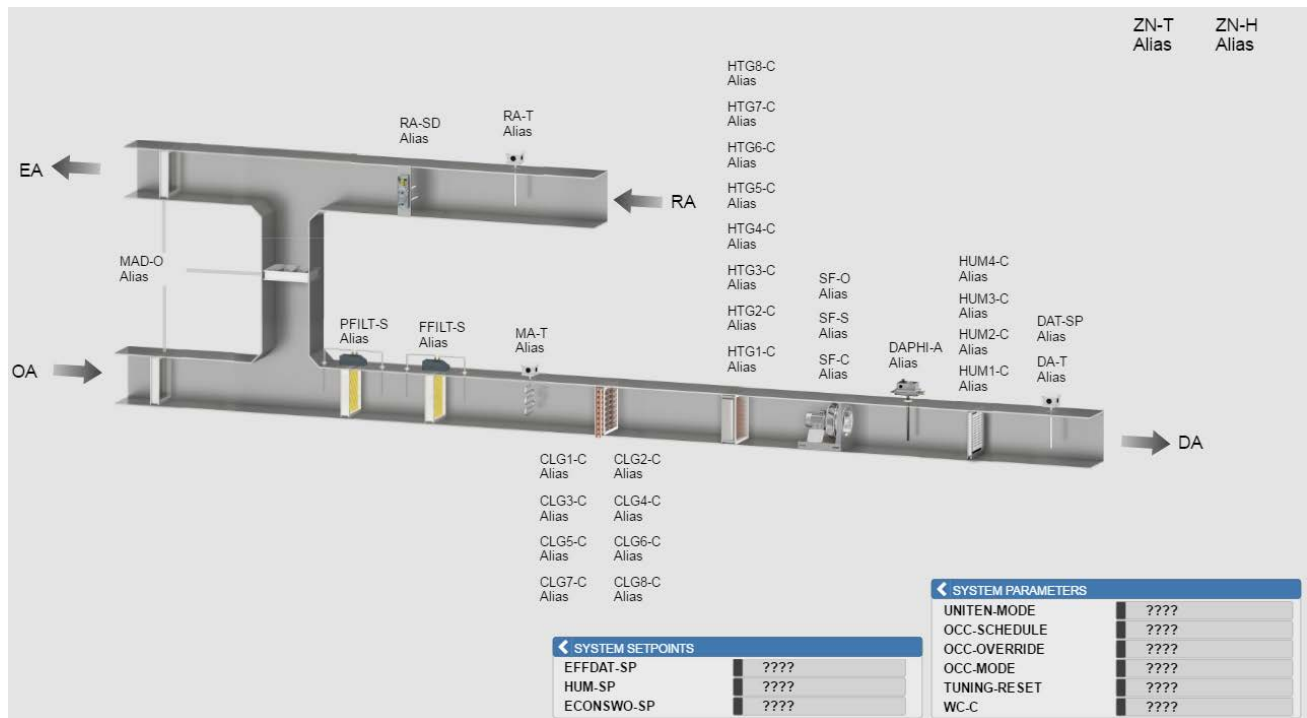 ZN-T
Alias
ZN-H
Alias
HTG8-C
Alias
HTG7-C
Alias
HTG6-C
Alias
HTG5-C
Alias
HTG4-C
Alias
HTG3-C
Alias
HTG2-C
Alias
HTG1-C
Alias
RA-SD
Alias
RA-T
Alias
EA
RA
MAD-O
Alias
PFILT-S
Alias
FFILT-S
Alias
MA-T
Alias
SF-O
Alias
SF-S
Alias
SF-C
Alias
DAPHI-A
Alias
HUM4-C
Alias
HUM3-C
Alias
HUM2-C
Alias
HUM1-C
Alias
DAT-SP
Alias
DA-T
Alias
OA
DA
CLG1-C
Alias
CLG2-C
Alias
CLG3-C
Alias
CLG4-C
Alias
CLG5-C
Alias
CLG6-C
Alias
CLG7-C
Alias
CLG8-C
Alias
SYSTEM SETPOINTS
EFFDAT-SP ????
HUM-SP ????
ECONSWO-SP ????
SYSTEM PARAMETERS
UNITEN-MODE ????
OCC-SCHEDULE ????
OCC-OVERRIDE ????
OCC-MODE ????
TUNING-RESET ????
WC-C ????